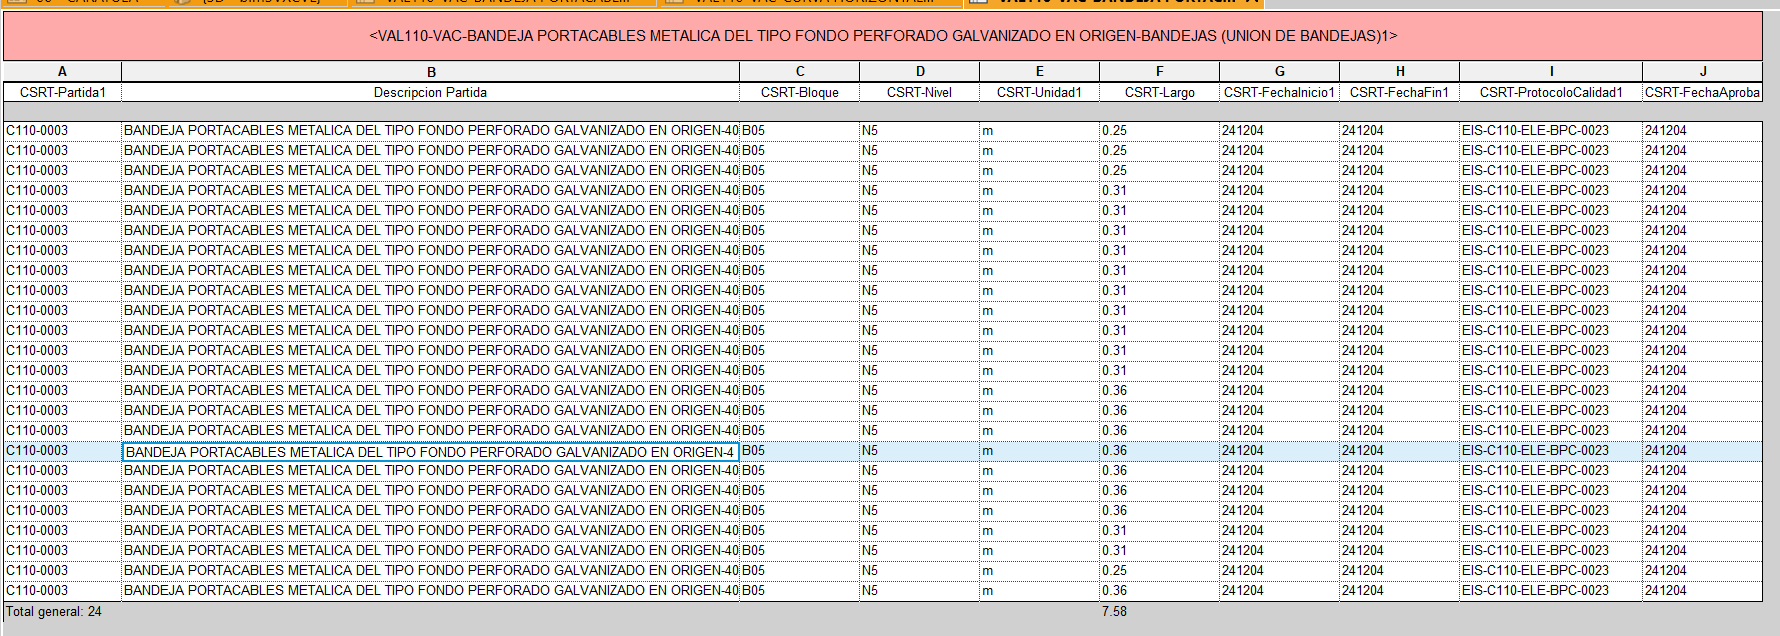 <VAL110-VAC-BANDEJA PORTACABLES METALICA DEL TIPO FONDO PERFORADO GALVANIZADO EN ORIGEN-BANDEJAS (UNION DE BANDEJAS)1>
A B C D E F G H I J
CSRT-Partida1 Descripcion Partida CSRT-Bloque CSRT-Nivel CSRT-Unidad1 CSRT-Largo CSRT-FechaInicio1 CSRT-FechaFin1 CSRT-ProtocoloCalidad1 CSRT-FechaAproba
C110-0003 BANDEJA PORTACABLES METALICA DEL TIPO FONDO PERFORADO GALVANIZADO EN ORIGEN-40 B05 N5 m 0.25 241204 241204 EIS-C110-ELE-BPC-0023 241204
C110-0003 BANDEJA PORTACABLES METALICA DEL TIPO FONDO PERFORADO GALVANIZADO EN ORIGEN-40 B05 N5 m 0.25 241204 241204 EIS-C110-ELE-BPC-0023 241204
C110-0003 BANDEJA PORTACABLES METALICA DEL TIPO FONDO PERFORADO GALVANIZADO EN ORIGEN-40 B05 N5 m 0.25 241204 241204 EIS-C110-ELE-BPC-0023 241204
C110-0003 BANDEJA PORTACABLES METALICA DEL TIPO FONDO PERFORADO GALVANIZADO EN ORIGEN-40 B05 N5 m 0.31 241204 241204 EIS-C110-ELE-BPC-0023 241204
C110-0003 BANDEJA PORTACABLES METALICA DEL TIPO FONDO PERFORADO GALVANIZADO EN ORIGEN-40 B05 N5 m 0.31 241204 241204 EIS-C110-ELE-BPC-0023 241204
C110-0003 BANDEJA PORTACABLES METALICA DEL TIPO FONDO PERFORADO GALVANIZADO EN ORIGEN-40 B05 N5 m 0.31 241204 241204 EIS-C110-ELE-BPC-0023 241204
C110-0003 BANDEJA PORTACABLES METALICA DEL TIPO FONDO PERFORADO GALVANIZADO EN ORIGEN-40 B05 N5 m 0.31 241204 241204 EIS-C110-ELE-BPC-0023 241204
C110-0003 BANDEJA PORTACABLES METALICA DEL TIPO FONDO PERFORADO GALVANIZADO EN ORIGEN-40 B05 N5 m 0.31 241204 241204 EIS-C110-ELE-BPC-0023 241204
C110-0003 BANDEJA PORTACABLES METALICA DEL TIPO FONDO PERFORADO GALVANIZADO EN ORIGEN-40 B05 N5 m 0.31 241204 241204 EIS-C110-ELE-BPC-0023 241204
C110-0003 BANDEJA PORTACABLES METALICA DEL TIPO FONDO PERFORADO GALVANIZADO EN ORIGEN-40 B05 N5 m 0.31 241204 241204 EIS-C110-ELE-BPC-0023 241204
C110-0003 BANDEJA PORTACABLES METALICA DEL TIPO FONDO PERFORADO GALVANIZADO EN ORIGEN-40 B05 N5 m 0.31 241204 241204 EIS-C110-ELE-BPC-0023 241204
C110-0003 BANDEJA PORTACABLES METALICA DEL TIPO FONDO PERFORADO GALVANIZADO EN ORIGEN-40 B05 N5 m 0.31 241204 241204 EIS-C110-ELE-BPC-0023 241204
C110-0003 BANDEJA PORTACABLES METALICA DEL TIPO FONDO PERFORADO GALVANIZADO EN ORIGEN-40 B05 N5 m 0.31 241204 241204 EIS-C110-ELE-BPC-0023 241204
C110-0003 BANDEJA PORTACABLES METALICA DEL TIPO FONDO PERFORADO GALVANIZADO EN ORIGEN-40 B05 N5 m 0.36 241204 241204 EIS-C110-ELE-BPC-0023 241204
C110-0003 BANDEJA PORTACABLES METALICA DEL TIPO FONDO PERFORADO GALVANIZADO EN ORIGEN-40 B05 N5 m 0.36 241204 241204 EIS-C110-ELE-BPC-0023 241204
C110-0003 BANDEJA PORTACABLES METALICA DEL TIPO FONDO PERFORADO GALVANIZADO EN ORIGEN-40 B05 N5 m 0.36 241204 241204 EIS-C110-ELE-BPC-0023 241204
C110-0003 BANDEJA PORTACABLES METALICA DEL TIPO FONDO PERFORADO GALVANIZADO EN ORIGEN-4 B05 N5 m 0.36 241204 241204 EIS-C110-ELE-BPC-0023 241204
C110-0003 BANDEJA PORTACABLES METALICA DEL TIPO FONDO PERFORADO GALVANIZADO EN ORIGEN-40 B05 N5 m 0.36 241204 241204 EIS-C110-ELE-BPC-0023 241204
C110-0003 BANDEJA PORTACABLES METALICA DEL TIPO FONDO PERFORADO GALVANIZADO EN ORIGEN-40 B05 N5 m 0.36 241204 241204 EIS-C110-ELE-BPC-0023 241204
C110-0003 BANDEJA PORTACABLES METALICA DEL TIPO FONDO PERFORADO GALVANIZADO EN ORIGEN-40 B05 N5 m 0.36 241204 241204 EIS-C110-ELE-BPC-0023 241204
C110-0003 BANDEJA PORTACABLES METALICA DEL TIPO FONDO PERFORADO GALVANIZADO EN ORIGEN-40 B05 N5 m 0.31 241204 241204 EIS-C110-ELE-BPC-0023 241204
C110-0003 BANDEJA PORTACABLES METALICA DEL TIPO FONDO PERFORADO GALVANIZADO EN ORIGEN-40 B05 N5 m 0.31 241204 241204 EIS-C110-ELE-BPC-0023 241204
C110-0003 BANDEJA PORTACABLES METALICA DEL TIPO FONDO PERFORADO GALVANIZADO EN ORIGEN-40 B05 N5 m 0.25 241204 241204 EIS-C110-ELE-BPC-0023 241204
C110-0003 BANDEJA PORTACABLES METALICA DEL TIPO FONDO PERFORADO GALVANIZADO EN ORIGEN-40 B05 N5 m 0.36 241204 241204 EIS-C110-ELE-BPC-0023 241204
Total general: 24 7.58